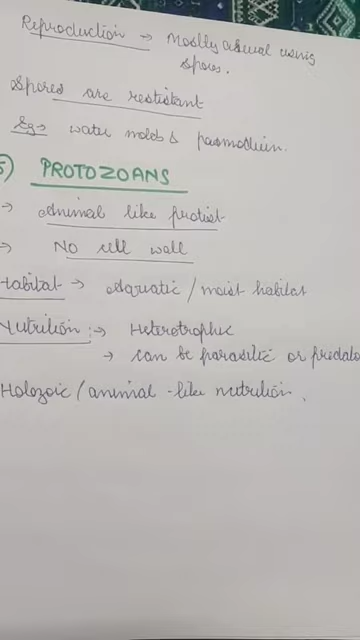 Reproduction → Mostly asexual using
spores.
Spores are resistant
Eg → water molds & plasmodium.
5) PROTOZOANS
→ Animal like protist
→ No cell wall
Habitat → Aquatic / moist habitat
Nutrition :→ Heterotrophic
→ can be parasitic or predato
Holozoic / animal-like nutrition.